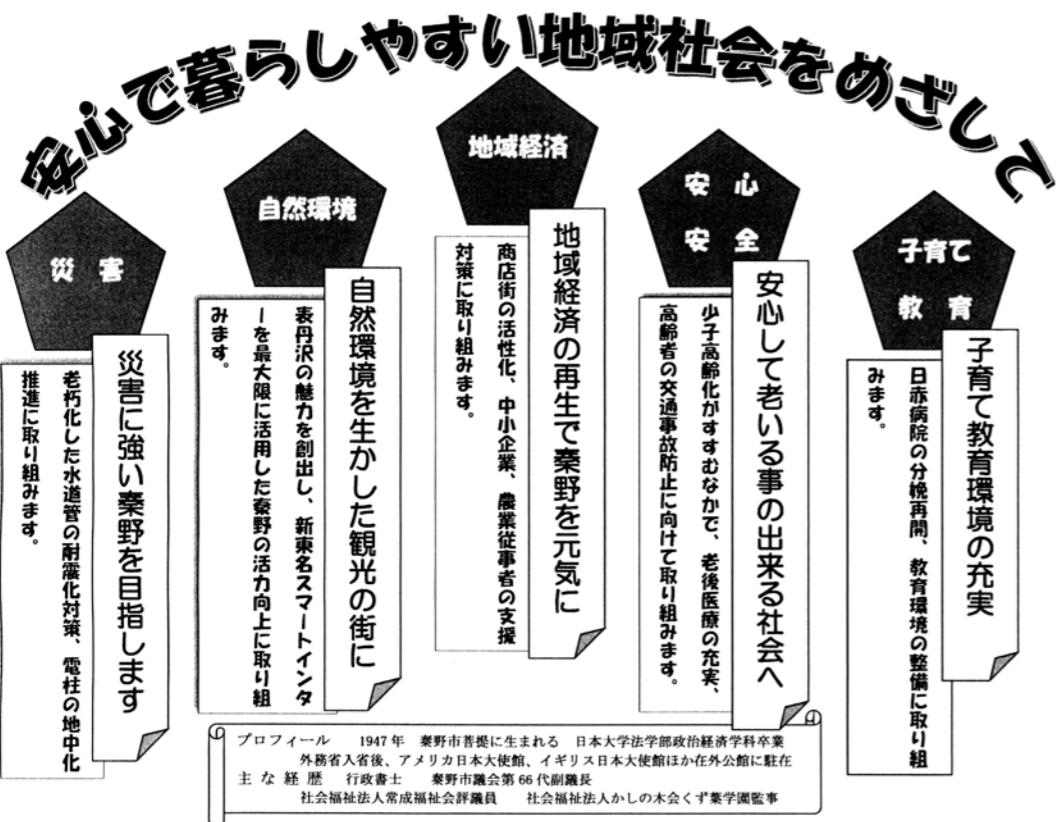 安心で暮らしやすい地域社会をめざして
地域経済
地域経済の再生で秦野を元気に
商店街の活性化、中小企業、農業従事者の支援
対策に取り組みます。
安心
安全
安心して老いる事の出来る社会へ
少子高齢化がすすむなかで、老後医療の充実、
高齢者の交通事故防止に向けて取り組みます。
子育て
教育
子育て教育環境の充実
日赤病院の分娩再開、教育環境の整備に取り組
みます。
自然環境
自然環境を生かした観光の街に
表丹沢の魅力を創出し、新東名スマートインタ
ーを最大限に活用した秦野の活力向上に取り組
みます。
災害
災害に強い秦野を目指します
老朽化した水道管の耐震化対策、電柱の地中化
推進に取り組みます。
プロフィール 1947年 秦野市菩提に生まれる 日本大学法学部政治経済学科卒業
外務省入省後、アメリカ日本大使館、イギリス日本大使館ほか在外公館に駐在
主な経歴 行政書士 秦野市議会第66代副議長
社会福祉法人常成福祉会評議員 社会福祉法人かしの木会くず葉学園監事